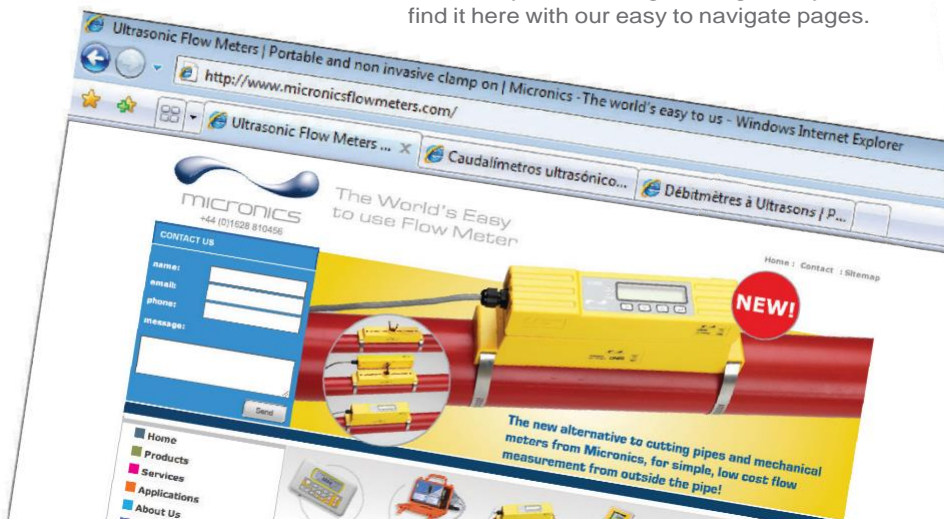 find it here with our easy to navigate pages.
Ultrasonic Flow Meters | Portable and non invasive clamp on | Micronics - The world's easy to us - Windows Internet Explorer
http://www.micronicsflowmeters.com/
Ultrasonic Flow Meters ... X
Caudalímetros ultrasónico...
Débitmètres à Ultrasons | P...
micronics
+44 (0)1628 810456
The World's Easy
to use Flow Meter
Home : Contact : Sitemap
CONTACT US
name:
email:
phone:
message:
Send
NEW!
The new alternative to cutting pipes and mechanical
meters from Micronics, for simple, low cost flow
measurement from outside the pipe!
Home
Products
Services
Applications
About Us